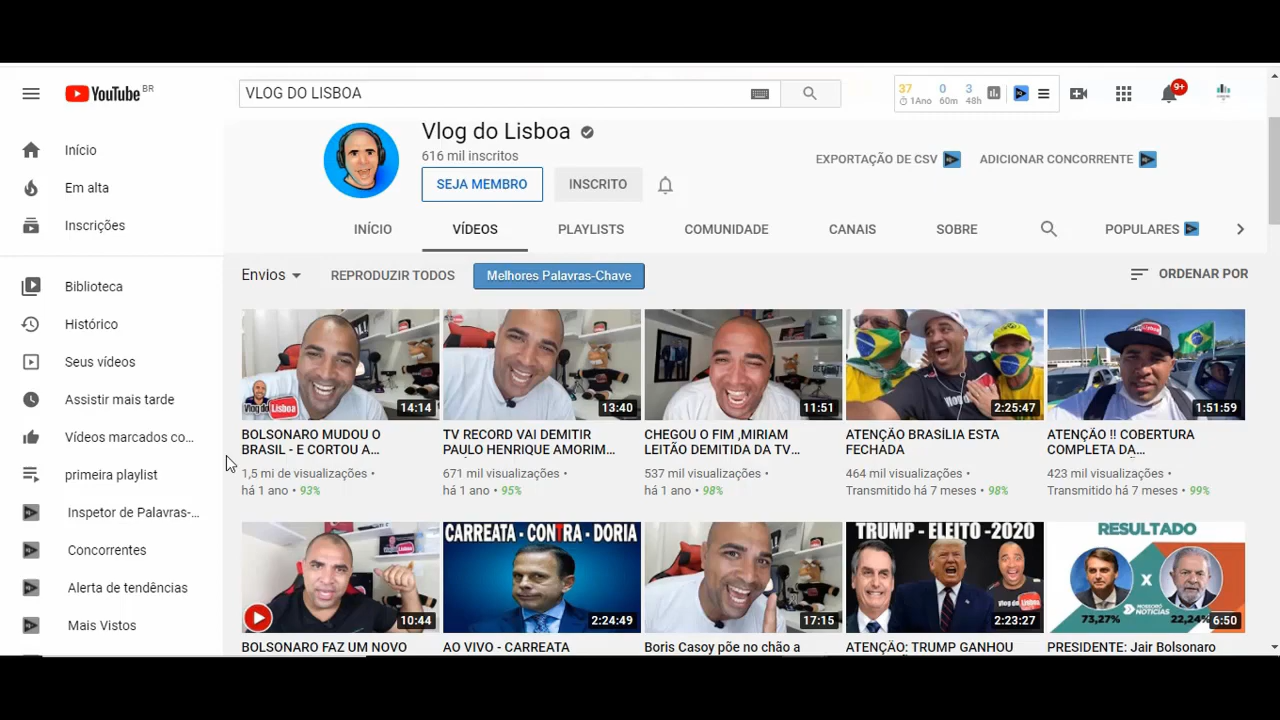 YouTube BR
VLOG DO LISBOA
37 0 3
1Ano 60m 48h
9+
Início
Em alta
Inscrições
Biblioteca
Histórico
Seus vídeos
Assistir mais tarde
Vídeos marcados co...
primeira playlist
Inspetor de Palavras-...
Concorrentes
Alerta de tendências
Mais Vistos
Vlog do Lisboa
616 mil inscritos
SEJA MEMBRO
INSCRITO
EXPORTAÇÃO DE CSV
ADICIONAR CONCORRENTE
INÍCIO
VÍDEOS
PLAYLISTS
COMUNIDADE
CANAIS
SOBRE
POPULARES
Envios
REPRODUZIR TODOS
Melhores Palavras-Chave
ORDENAR POR
Vlog do Lisboa
14:14
BOLSONARO MUDOU O
BRASIL - E CORTOU A...
1,5 mi de visualizações •
há 1 ano • 93%
13:40
TV RECORD VAI DEMITIR
PAULO HENRIQUE AMORIM...
671 mil visualizações •
há 1 ano • 95%
11:51
CHEGOU O FIM ,MIRIAM
LEITÃO DEMITIDA DA TV...
537 mil visualizações •
há 1 ano • 98%
2:25:47
ATENÇÃO BRASÍLIA ESTA
FECHADA
464 mil visualizações •
Transmitido há 7 meses • 98%
1:51:59
ATENÇÃO !! COBERTURA
COMPLETA DA...
423 mil visualizações •
Transmitido há 7 meses • 99%
10:44
BOLSONARO FAZ UM NOVO
CARREATA - CONTRA - DORIA
2:24:49
AO VIVO - CARREATA
17:15
Boris Casoy põe no chão a
TRUMP - ELEITO -2020
2:23:27
ATENÇÃO: TRUMP GANHOU
RESULTADO
X
NOTÍCIAS
73,27%
22,24%
6:50
PRESIDENTE: Jair Bolsonaro